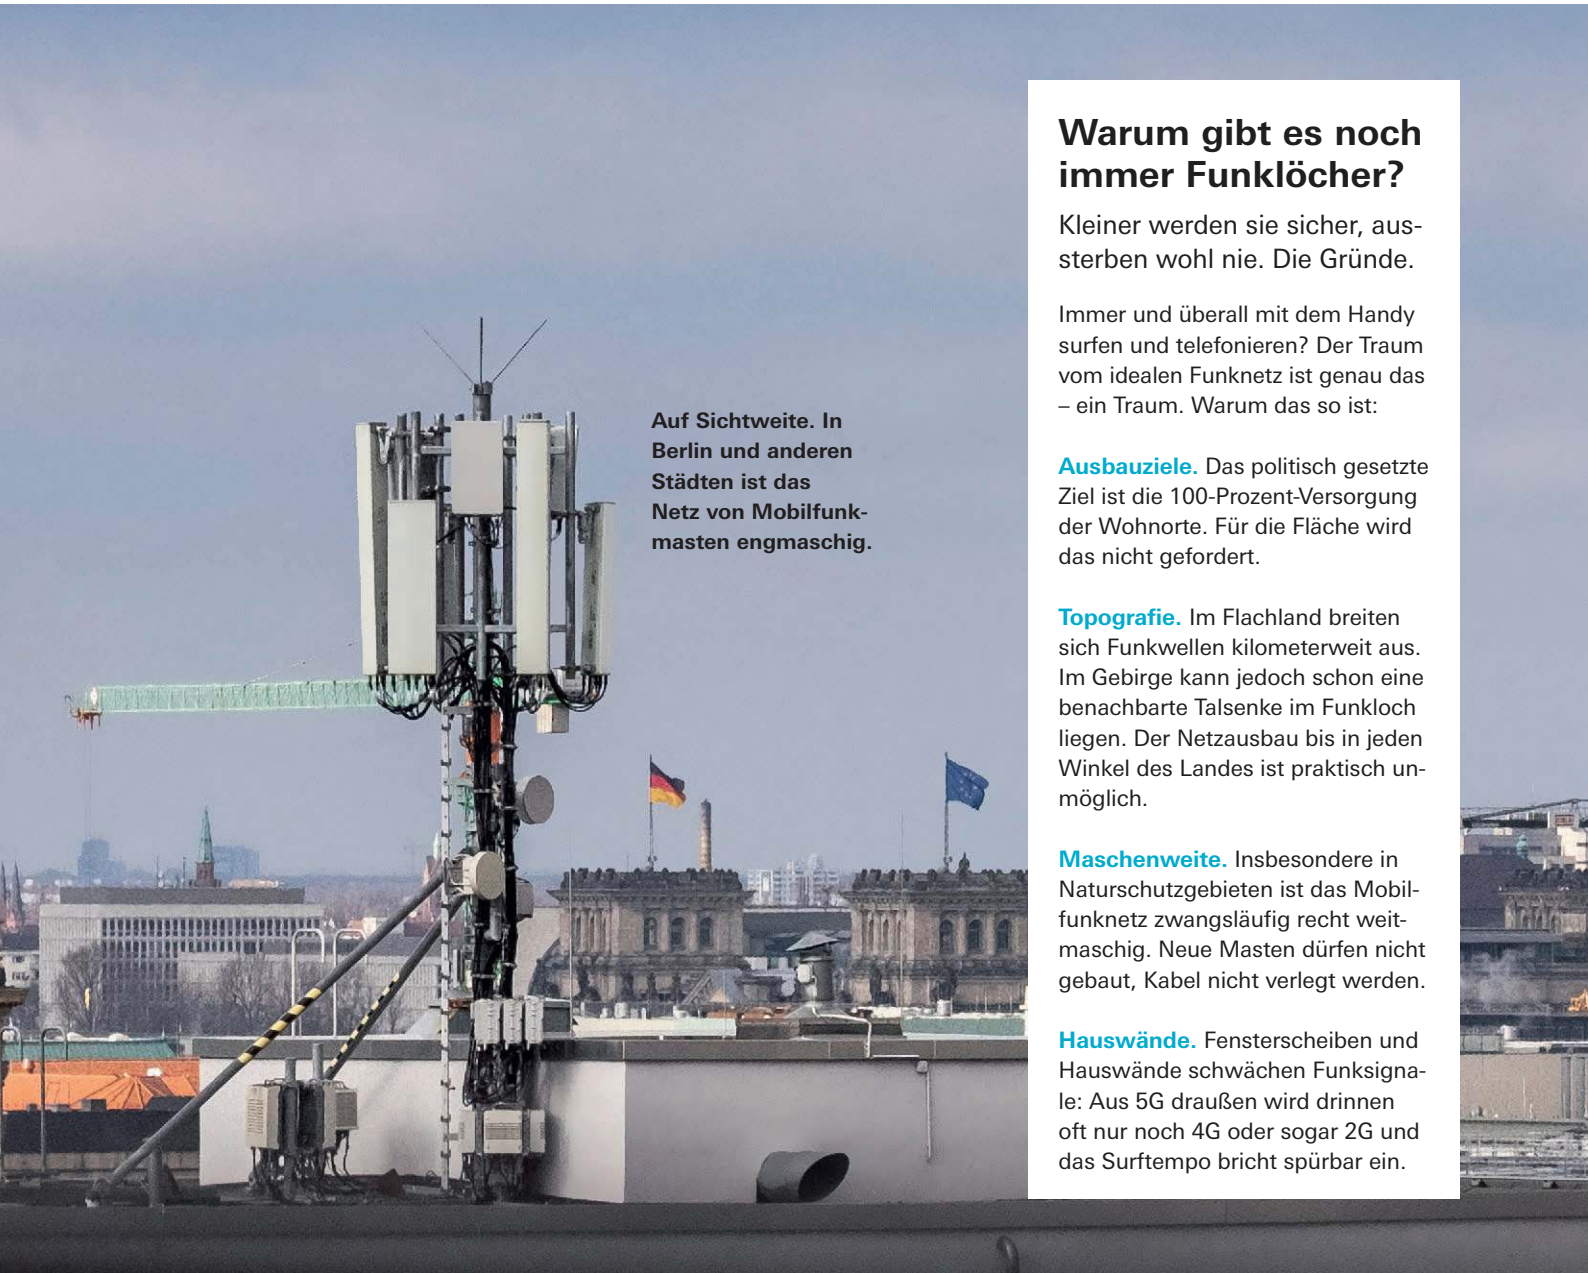 Auf Sichtweite. In
Berlin und anderen
Städten ist das
Netz von Mobilfunk-
masten engmaschig.
Warum gibt es noch
immer Funklöcher?
Kleiner werden sie sicher, aus-
sterben wohl nie. Die Gründe.
Immer und überall mit dem Handy
surfen und telefonieren? Der Traum
vom idealen Funknetz ist genau das
– ein Traum. Warum das so ist:
Ausbauziele. Das politisch gesetzte
Ziel ist die 100-Prozent-Versorgung
der Wohnorte. Für die Fläche wird
das nicht gefordert.
Topografie. Im Flachland breiten
sich Funkwellen kilometerweit aus.
Im Gebirge kann jedoch schon eine
benachbarte Talsenke im Funkloch
liegen. Der Netzausbau bis in jeden
Winkel des Landes ist praktisch un-
möglich.
Maschenweite. Insbesondere in
Naturschutzgebieten ist das Mobil-
funknetz zwangsläufig recht weit-
maschig. Neue Masten dürfen nicht
gebaut, Kabel nicht verlegt werden.
Hauswände. Fensterscheiben und
Hauswände schwächen Funksigna-
le: Aus 5G draußen wird drinnen
oft nur noch 4G oder sogar 2G und
das Surftempo bricht spürbar ein.